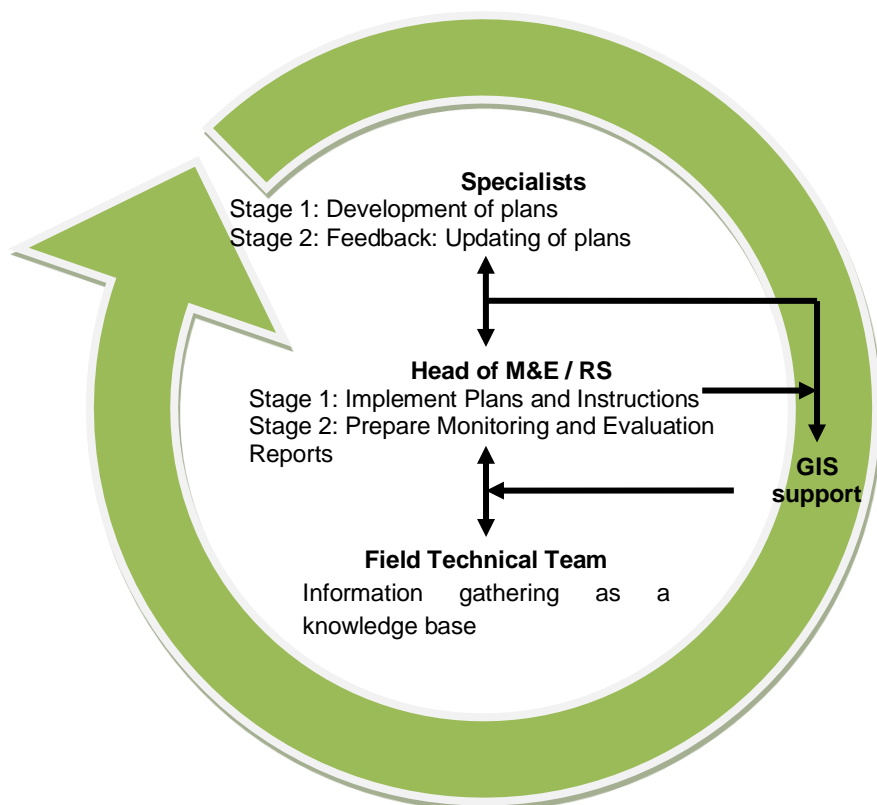 Specialists
Stage 1: Development of plans
Stage 2: Feedback: Updating of plans
Head of M&E / RS
Stage 1: Implement Plans and Instructions
Stage 2: Prepare Monitoring and Evaluation
Reports
GIS
support
Field Technical Team
Information gathering as a
knowledge base